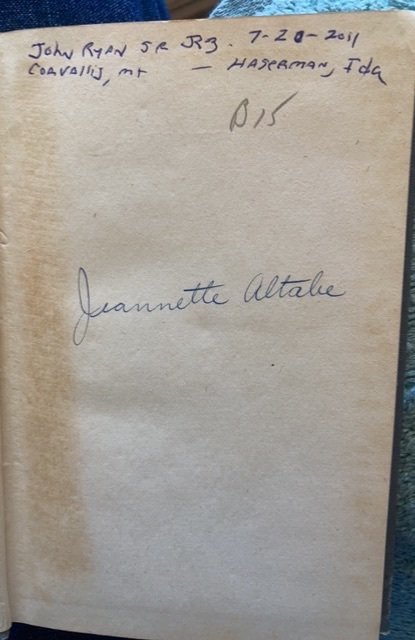 John Ryan SR JR3. 7-20-2011
Corvallis, mt — HAGERMAN, Ida
B15
Jeannette Altabe